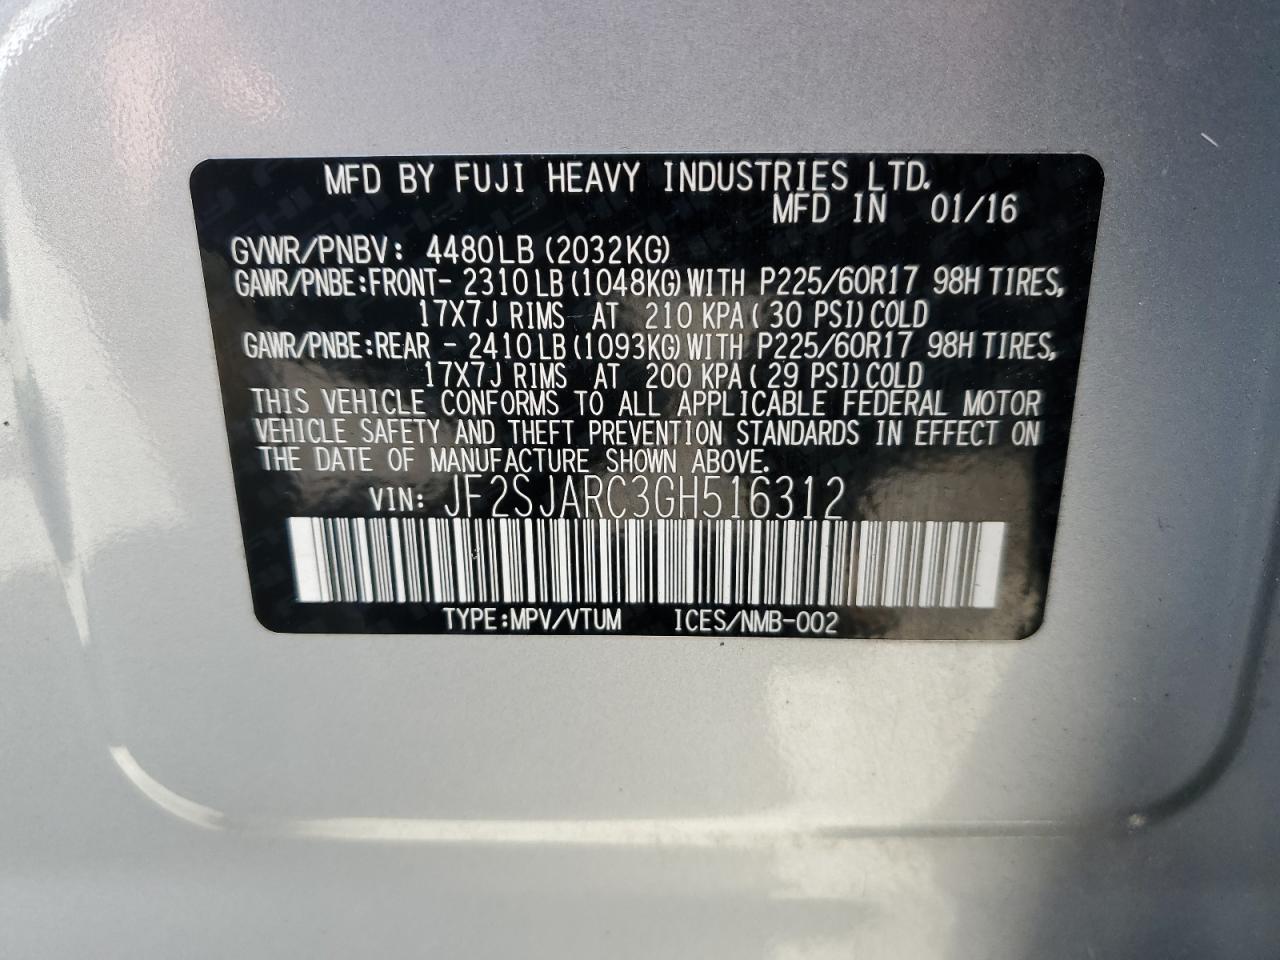 MFD BY FUJI HEAVY INDUSTRIES LTD.
MFD IN 01/16
GVWR/PNBV: 4480LB (2032KG)
GAWR/PNBE:FRONT- 2310LB (1048KG) WITH P225/60R17 98H TIRES,
17X7J RIMS AT 210 KPA ( 30 PSI) COLD
GAWR/PNBE:REAR - 2410LB (1093KG) WITH P225/60R17 98H TIRES,
17X7J RIMS AT 200 KPA ( 29 PSI) COLD
THIS VEHICLE CONFORMS TO ALL APPLICABLE FEDERAL MOTOR
VEHICLE SAFETY AND THEFT PREVENTION STANDARDS IN EFFECT ON
THE DATE OF MANUFACTURE SHOWN ABOVE.
VIN: JF2SJARC3GH516312
TYPE:MPV/VTUM ICES/NMB-002